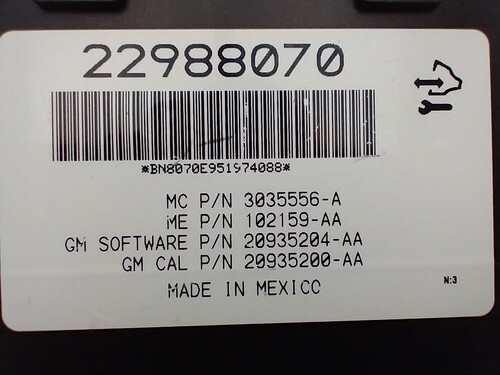 22988070
*BN8070E951974088*
MC P/N 3035556-A
ME P/N 102159-AA
GM SOFTWARE P/N 20935204-AA
GM CAL P/N 20935200-AA
MADE IN MEXICO
N:3